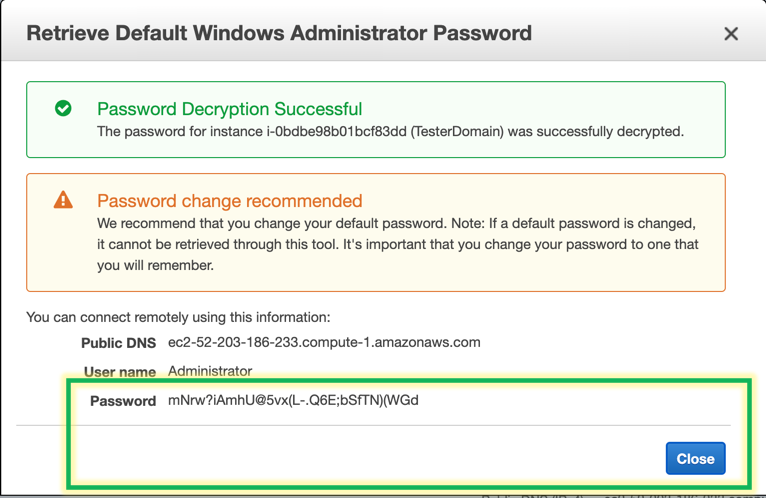 Retrieve Default Windows Administrator Password
Password Decryption Successful
The password for instance i-0bdbe98b01bcf83dd (TesterDomain) was successfully decrypted.
Password change recommended
We recommend that you change your default password. Note: If a default password is changed,
it cannot be retrieved through this tool. It's important that you change your password to one that
you will remember.
You can connect remotely using this information:
Public DNS ec2-52-203-186-233.compute-1.amazonaws.com
User name Administrator
Password mNrw?iAmhU@5vx(L-.Q6E;bSfTN)(WGd
Close